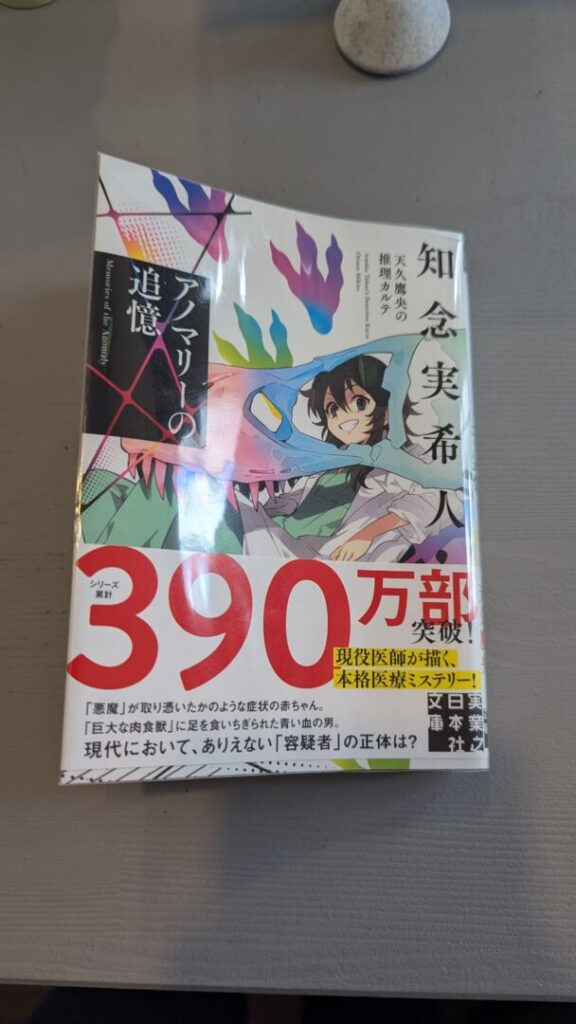 知念実希人
天久鷹央の
推理カルテ
アノマリーの
追憶
Memories of the Anomaly
シリーズ
累計
390万部
突破!
現役医師が描く、
本格医療ミステリー!
「悪魔」が取り憑いたかのような症状の赤ちゃん。
「巨大な肉食獣」に足を食いちぎられた青い血の男。
現代において、ありえない「容疑者」の正体は?
実業之
日本社
文庫